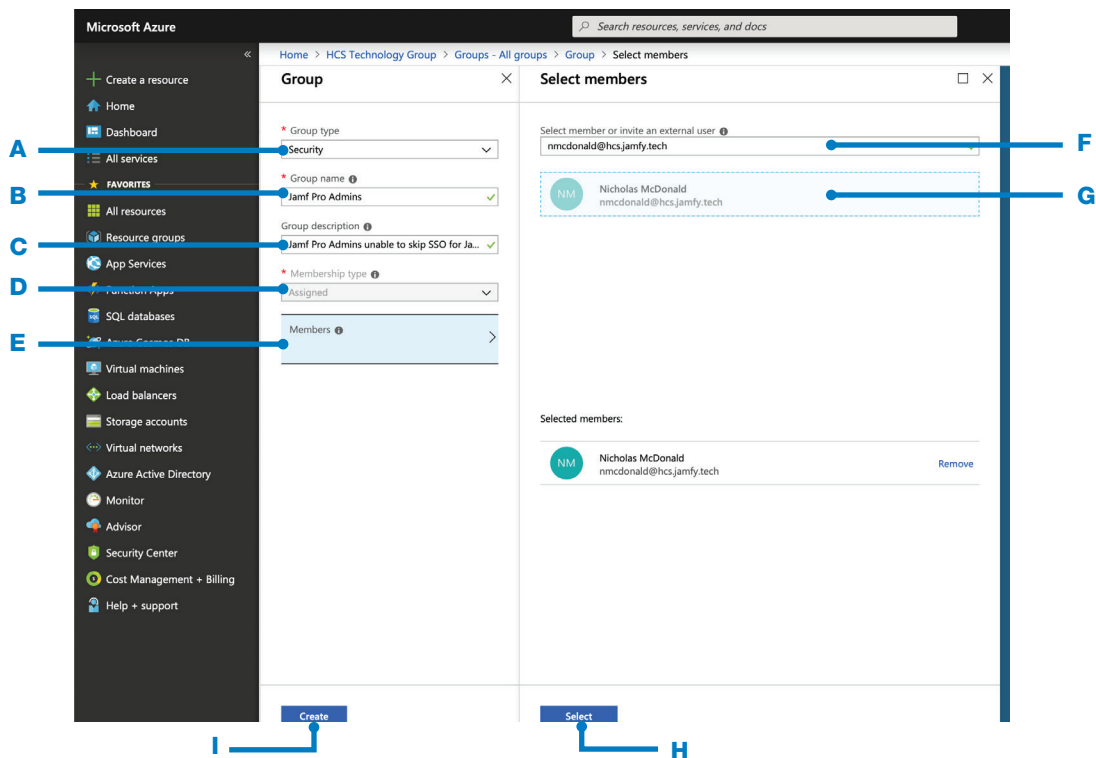 Microsoft Azure
Search resources, services, and docs
«
Home > HCS Technology Group > Groups - All groups > Group > Select members
Create a resource
Home
Dashboard
All services
FAVORITES
All resources
Resource groups
App Services
Function Apps
SQL databases
Azure Cosmos DB
Virtual machines
Load balancers
Storage accounts
Virtual networks
Azure Active Directory
Monitor
Advisor
Security Center
Cost Management + Billing
Help + support
Group
* Group type
Security
* Group name
Jamf Pro Admins
Group description
Jamf Pro Admins unable to skip SSO for Ja...
* Membership type
Assigned
Members
Create
Select members
Select member or invite an external user
nmcdonald@hcs.jamfy.tech
NM
Nicholas McDonald
nmcdonald@hcs.jamfy.tech
Selected members:
NM
Nicholas McDonald
nmcdonald@hcs.jamfy.tech
Remove
Select
A
B
C
D
E
F
G
H
I